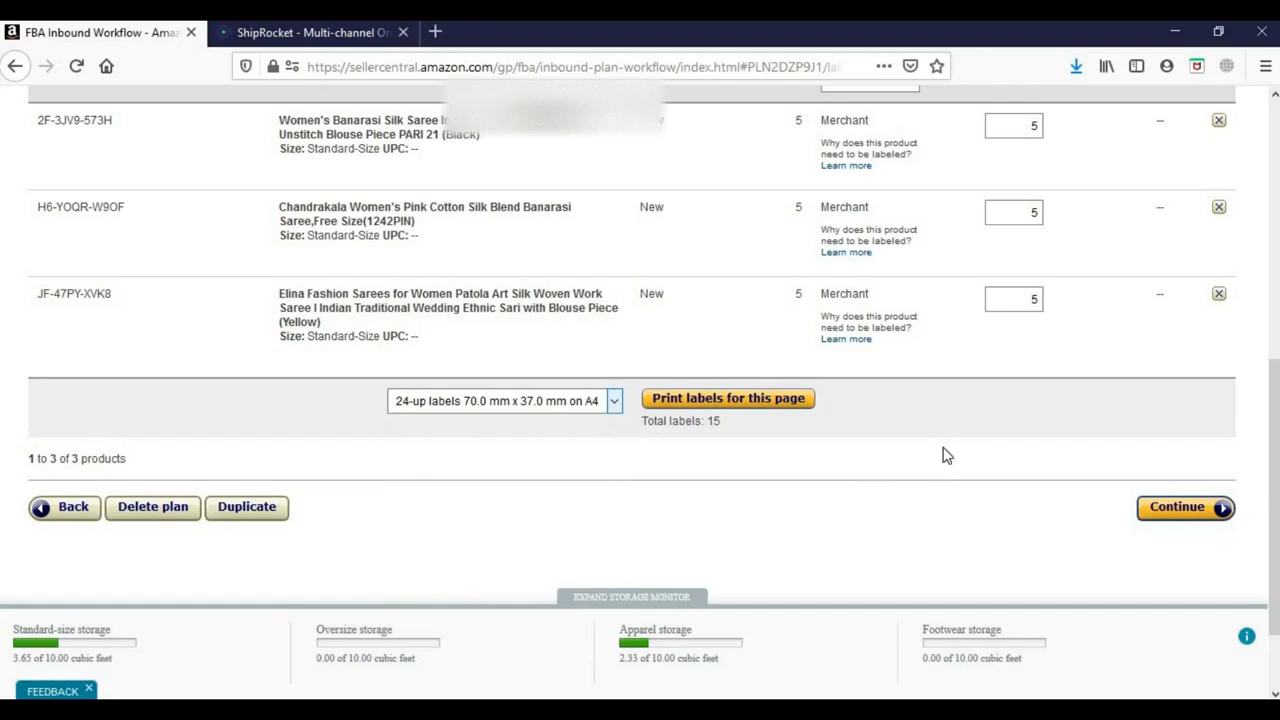 FBA Inbound Workflow - Amaz
ShipRocket - Multi-channel Or
https://sellercentral.amazon.com/gp/fba/inbound-plan-workflow/index.html#PLN2DZP9J1/la
2F-3JV9-573H
Women's Banarasi Silk Saree
Unstitch Blouse Piece PARI 21 (Black)
Size: Standard-Size UPC: --
5
Merchant
Why does this product
need to be labeled?
Learn more
5
--
H6-YOQR-W9OF
Chandrakala Women's Pink Cotton Silk Blend Banarasi
Saree,Free Size(1242PIN)
Size: Standard-Size UPC: --
New
5
Merchant
Why does this product
need to be labeled?
Learn more
5
--
JF-47PY-XVK8
Elina Fashion Sarees for Women Patola Art Silk Woven Work
Saree I Indian Traditional Wedding Ethnic Sari with Blouse Piece
(Yellow)
Size: Standard-Size UPC: --
New
5
Merchant
Why does this product
need to be labeled?
Learn more
5
--
24-up labels 70.0 mm x 37.0 mm on A4
Print labels for this page
Total labels: 15
1 to 3 of 3 products
Back
Delete plan
Duplicate
Continue
EXPAND STORAGE MONITOR
Standard-size storage
3.65 of 10.00 cubic feet
Oversize storage
0.00 of 10.00 cubic feet
Apparel storage
2.33 of 10.00 cubic feet
Footwear storage
0.00 of 10.00 cubic feet
FEEDBACK